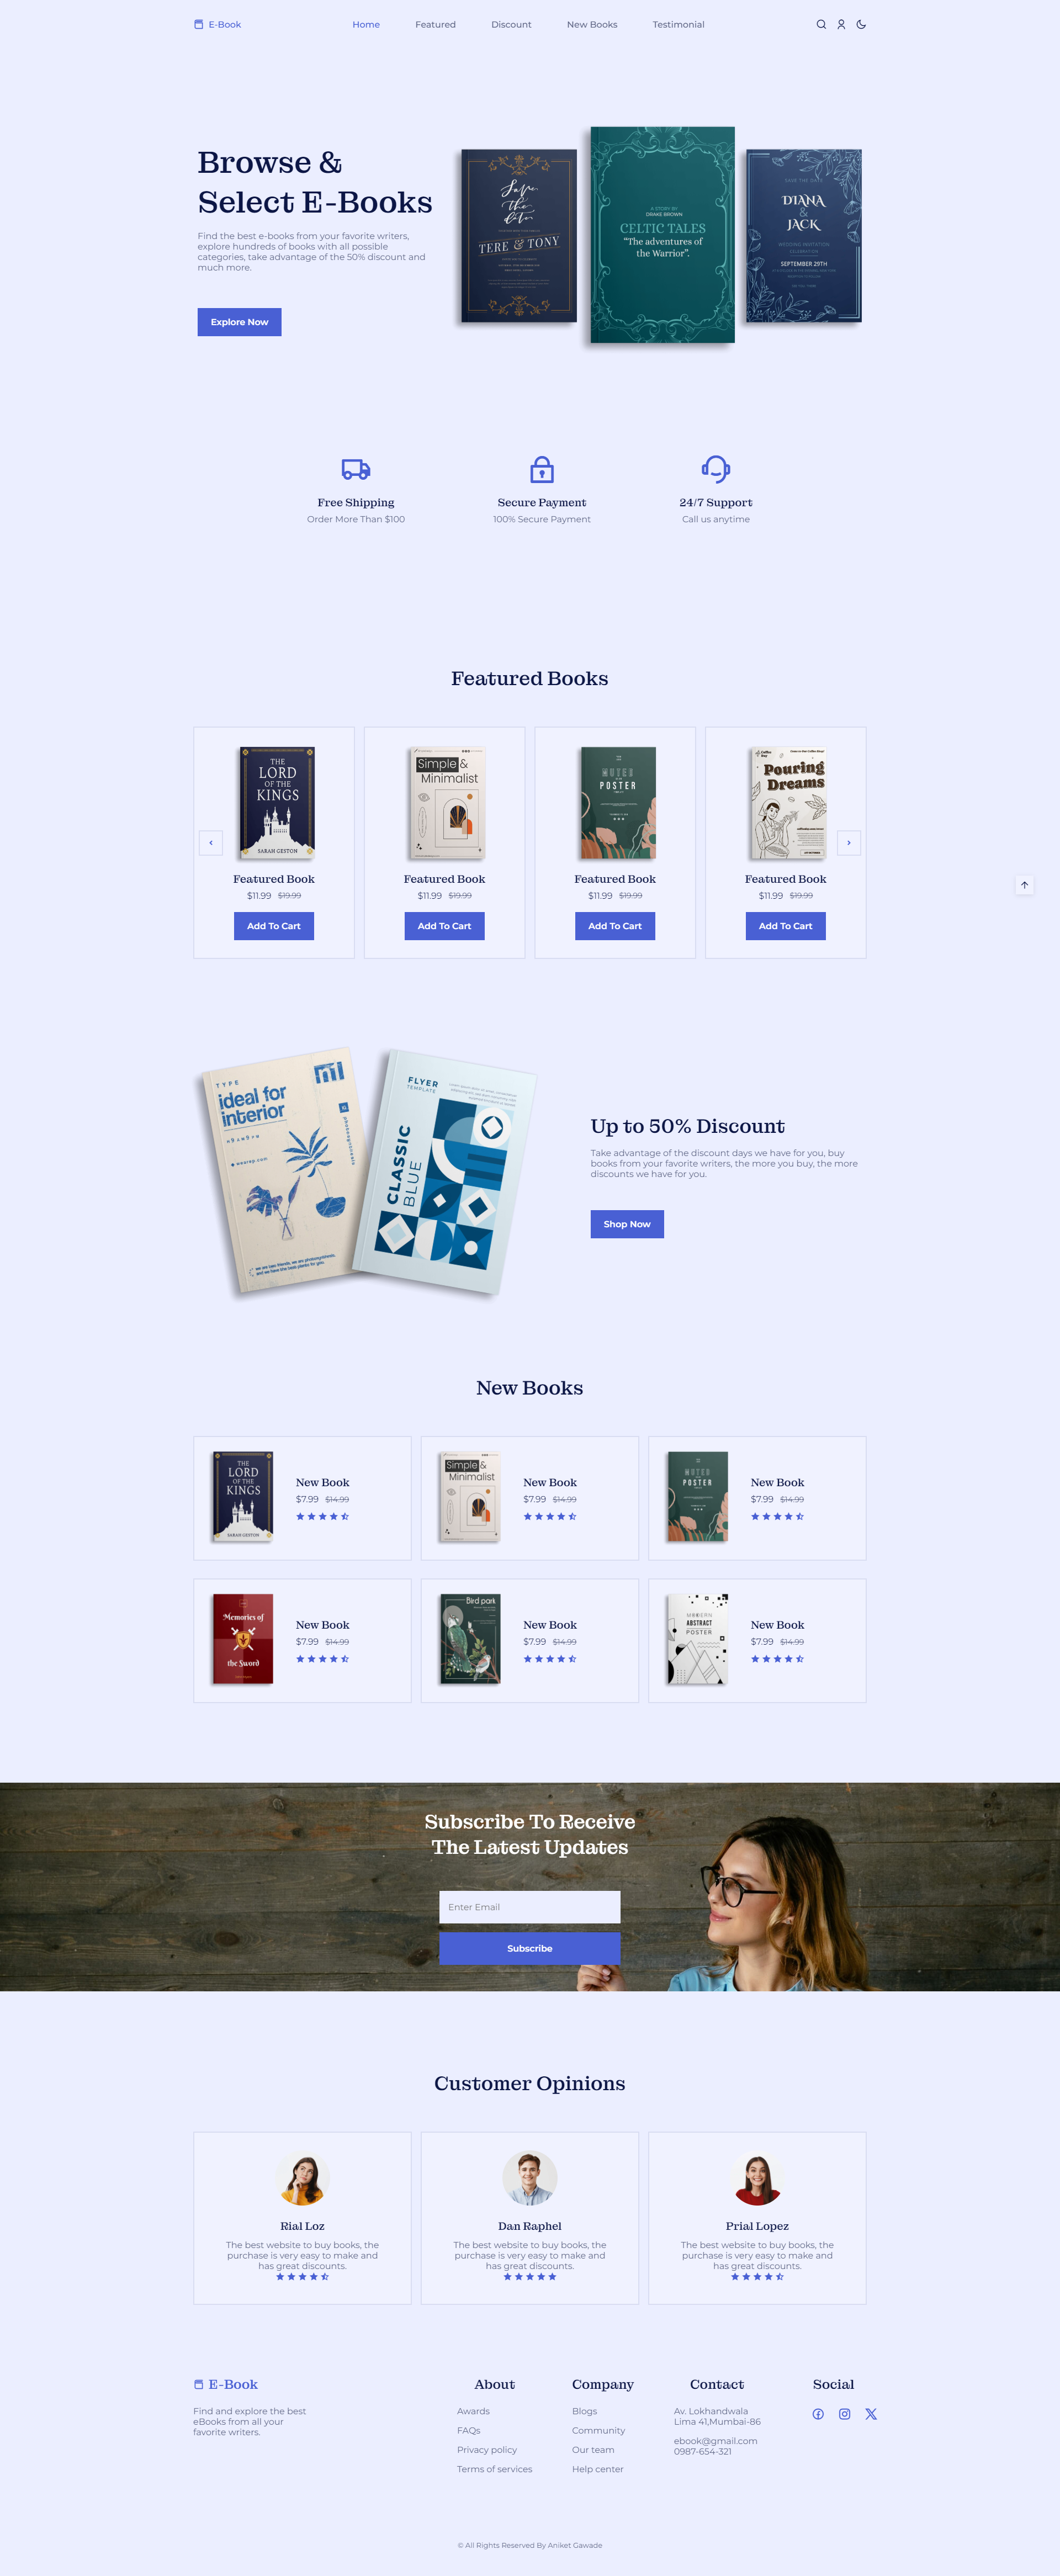 E-Book
Home
Featured
Discount
New Books
Testimonial
Browse &
Select E-Books
Find the best e-books from your favorite writers,
explore hundreds of books with all possible
categories, take advantage of the 50% discount and
much more.
Explore Now
Save
the
date
TERE & TONY
A STORY BY
DRAKE BROWN
CELTIC TALES
"The adventures of
the Warrior".
SAVE THE DATE
DIANA
&
JACK
WEDDING INVITATION
CELEBRATION
SEPTEMBER 29TH
Free Shipping
Order More Than $100
Secure Payment
100% Secure Payment
24/7 Support
Call us anytime
Featured Books
THE
LORD
OF THE
KINGS
SARAH GESTON
Featured Book
$11.99 $19.99
Add To Cart
Simple &
Minimalist
Featured Book
$11.99 $19.99
Add To Cart
MUTED
POSTER
Featured Book
$11.99 $19.99
Add To Cart
Pouring
Dreams
Featured Book
$11.99 $19.99
Add To Cart
TYPE
ideal for
interior
FLYER
TEMPLATE
CLASSIC
BLUE
Up to 50% Discount
Take advantage of the discount days we have for you, buy
books from your favorite writers, the more you buy, the more
discounts we have for you.
Shop Now
New Books
THE
LORD
OF THE
KINGS
SARAH GESTON
New Book
$7.99 $14.99
Simple &
Minimalist
New Book
$7.99 $14.99
MUTED
POSTER
New Book
$7.99 $14.99
Memories of
the Sword
New Book
$7.99 $14.99
Bird park
New Book
$7.99 $14.99
MODERN
ABSTRACT
POSTER
New Book
$7.99 $14.99
Subscribe To Receive
The Latest Updates
Enter Email
Subscribe
Customer Opinions
Rial Loz
The best website to buy books, the
purchase is very easy to make and
has great discounts.
Dan Raphel
The best website to buy books, the
purchase is very easy to make and
has great discounts.
Prial Lopez
The best website to buy books, the
purchase is very easy to make and
has great discounts.
E-Book
Find and explore the best
eBooks from all your
favorite writers.
About
Awards
FAQs
Privacy policy
Terms of services
Company
Blogs
Community
Our team
Help center
Contact
Av. Lokhandwala
Lima 41,Mumbai-86
ebook@gmail.com
0987-654-321
Social
© All Rights Reserved By Aniket Gawade